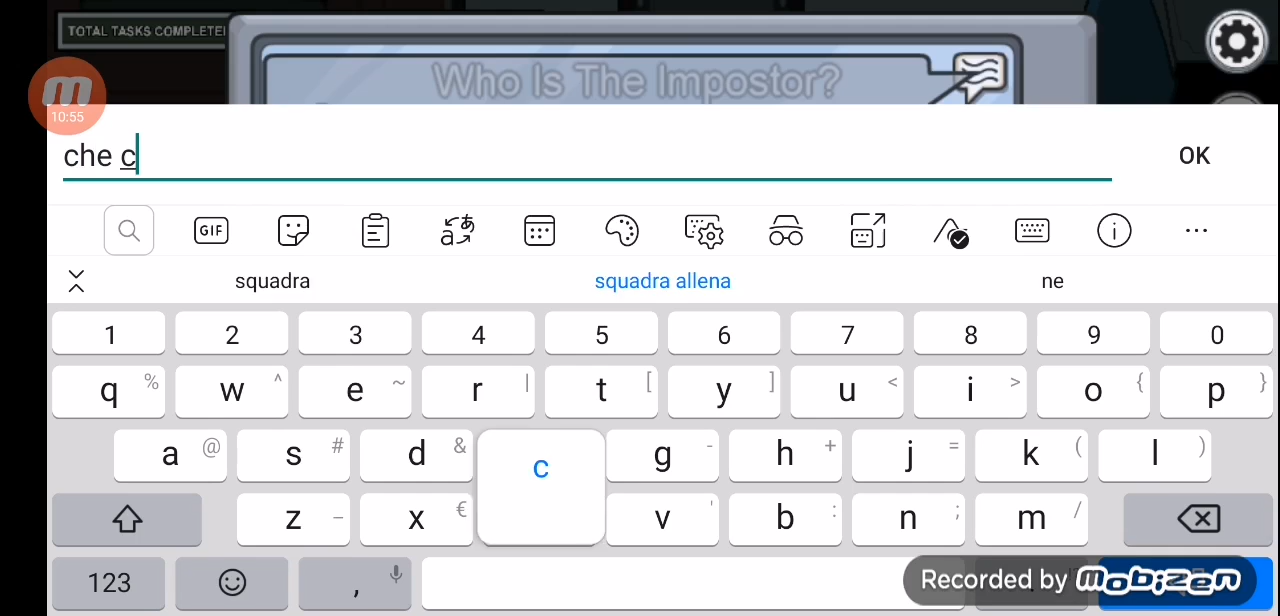 TOTAL TASKS COMPLETE
Who Is The Impostor?
10:55
che c
OK
GIF
squadra
squadra allena
ne
1 2 3 4 5 6 7 8 9 0
q % w ^ e ~ r | t [ y ] u < i > o { p }
a @ s # d & c g - h + j = k ( l )
z _ x € v ' b : n ; m /
123 ,
Recorded by mobizen